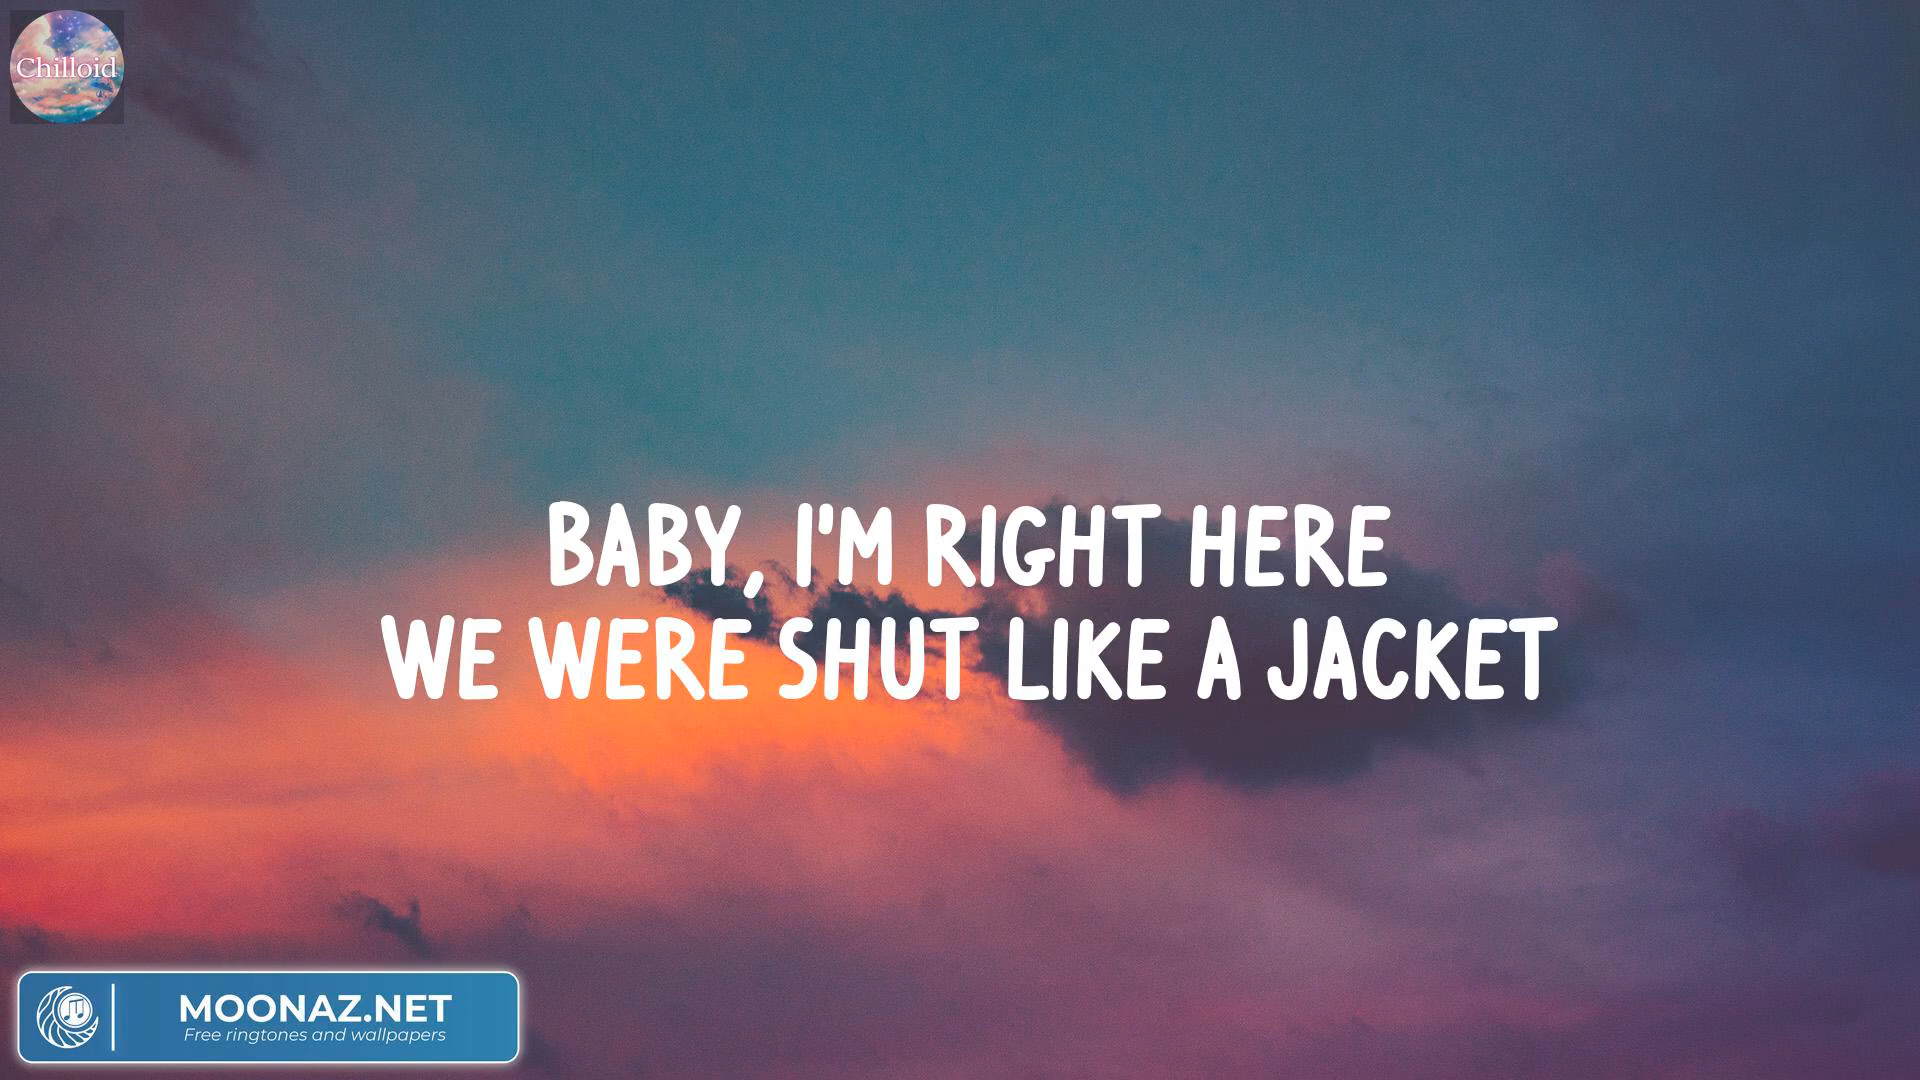 Chilloid
BABY, I'M RIGHT HERE
WE WERE SHUT LIKE A JACKET
MOONAZ.NET
Free ringtones and wallpapers